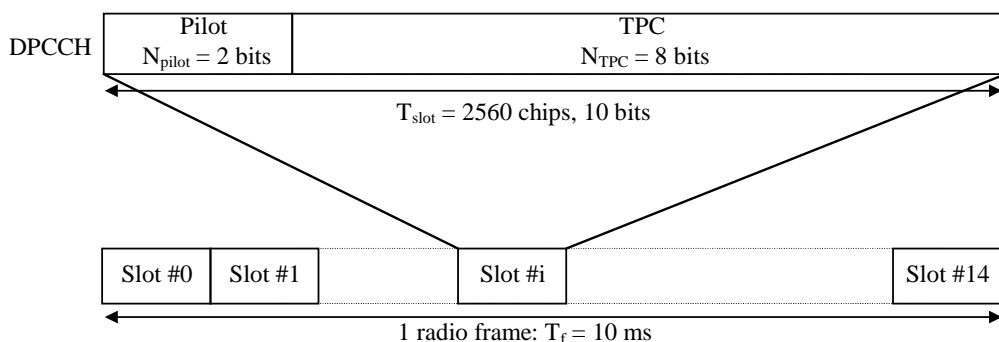 Pilot TPC
DPCCH N_pilot = 2 bits N_TPC = 8 bits
T_slot = 2560 chips, 10 bits
Slot #0 Slot #1 Slot #i Slot #14
1 radio frame: T_f = 10 ms